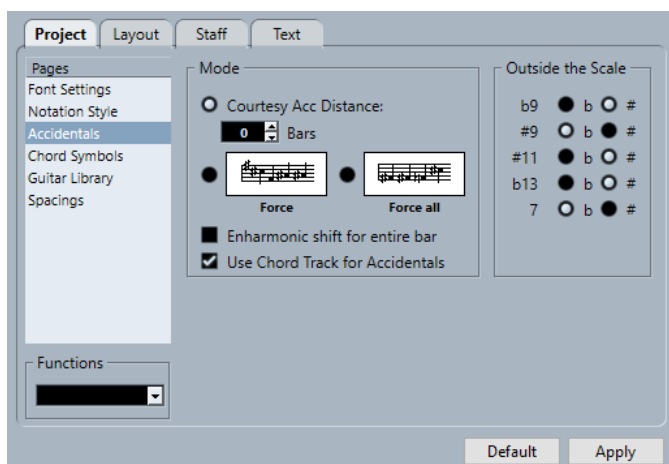 Project Layout Staff Text
Pages
Font Settings
Notation Style
Accidentals
Chord Symbols
Guitar Library
Spacings
Functions
Mode
Courtesy Acc Distance:
0 Bars
Force Force all
Enharmonic shift for entire bar
Use Chord Track for Accidentals
Outside the Scale
b9 b #
#9 b #
#11 b #
b13 b #
7 b #
Default Apply